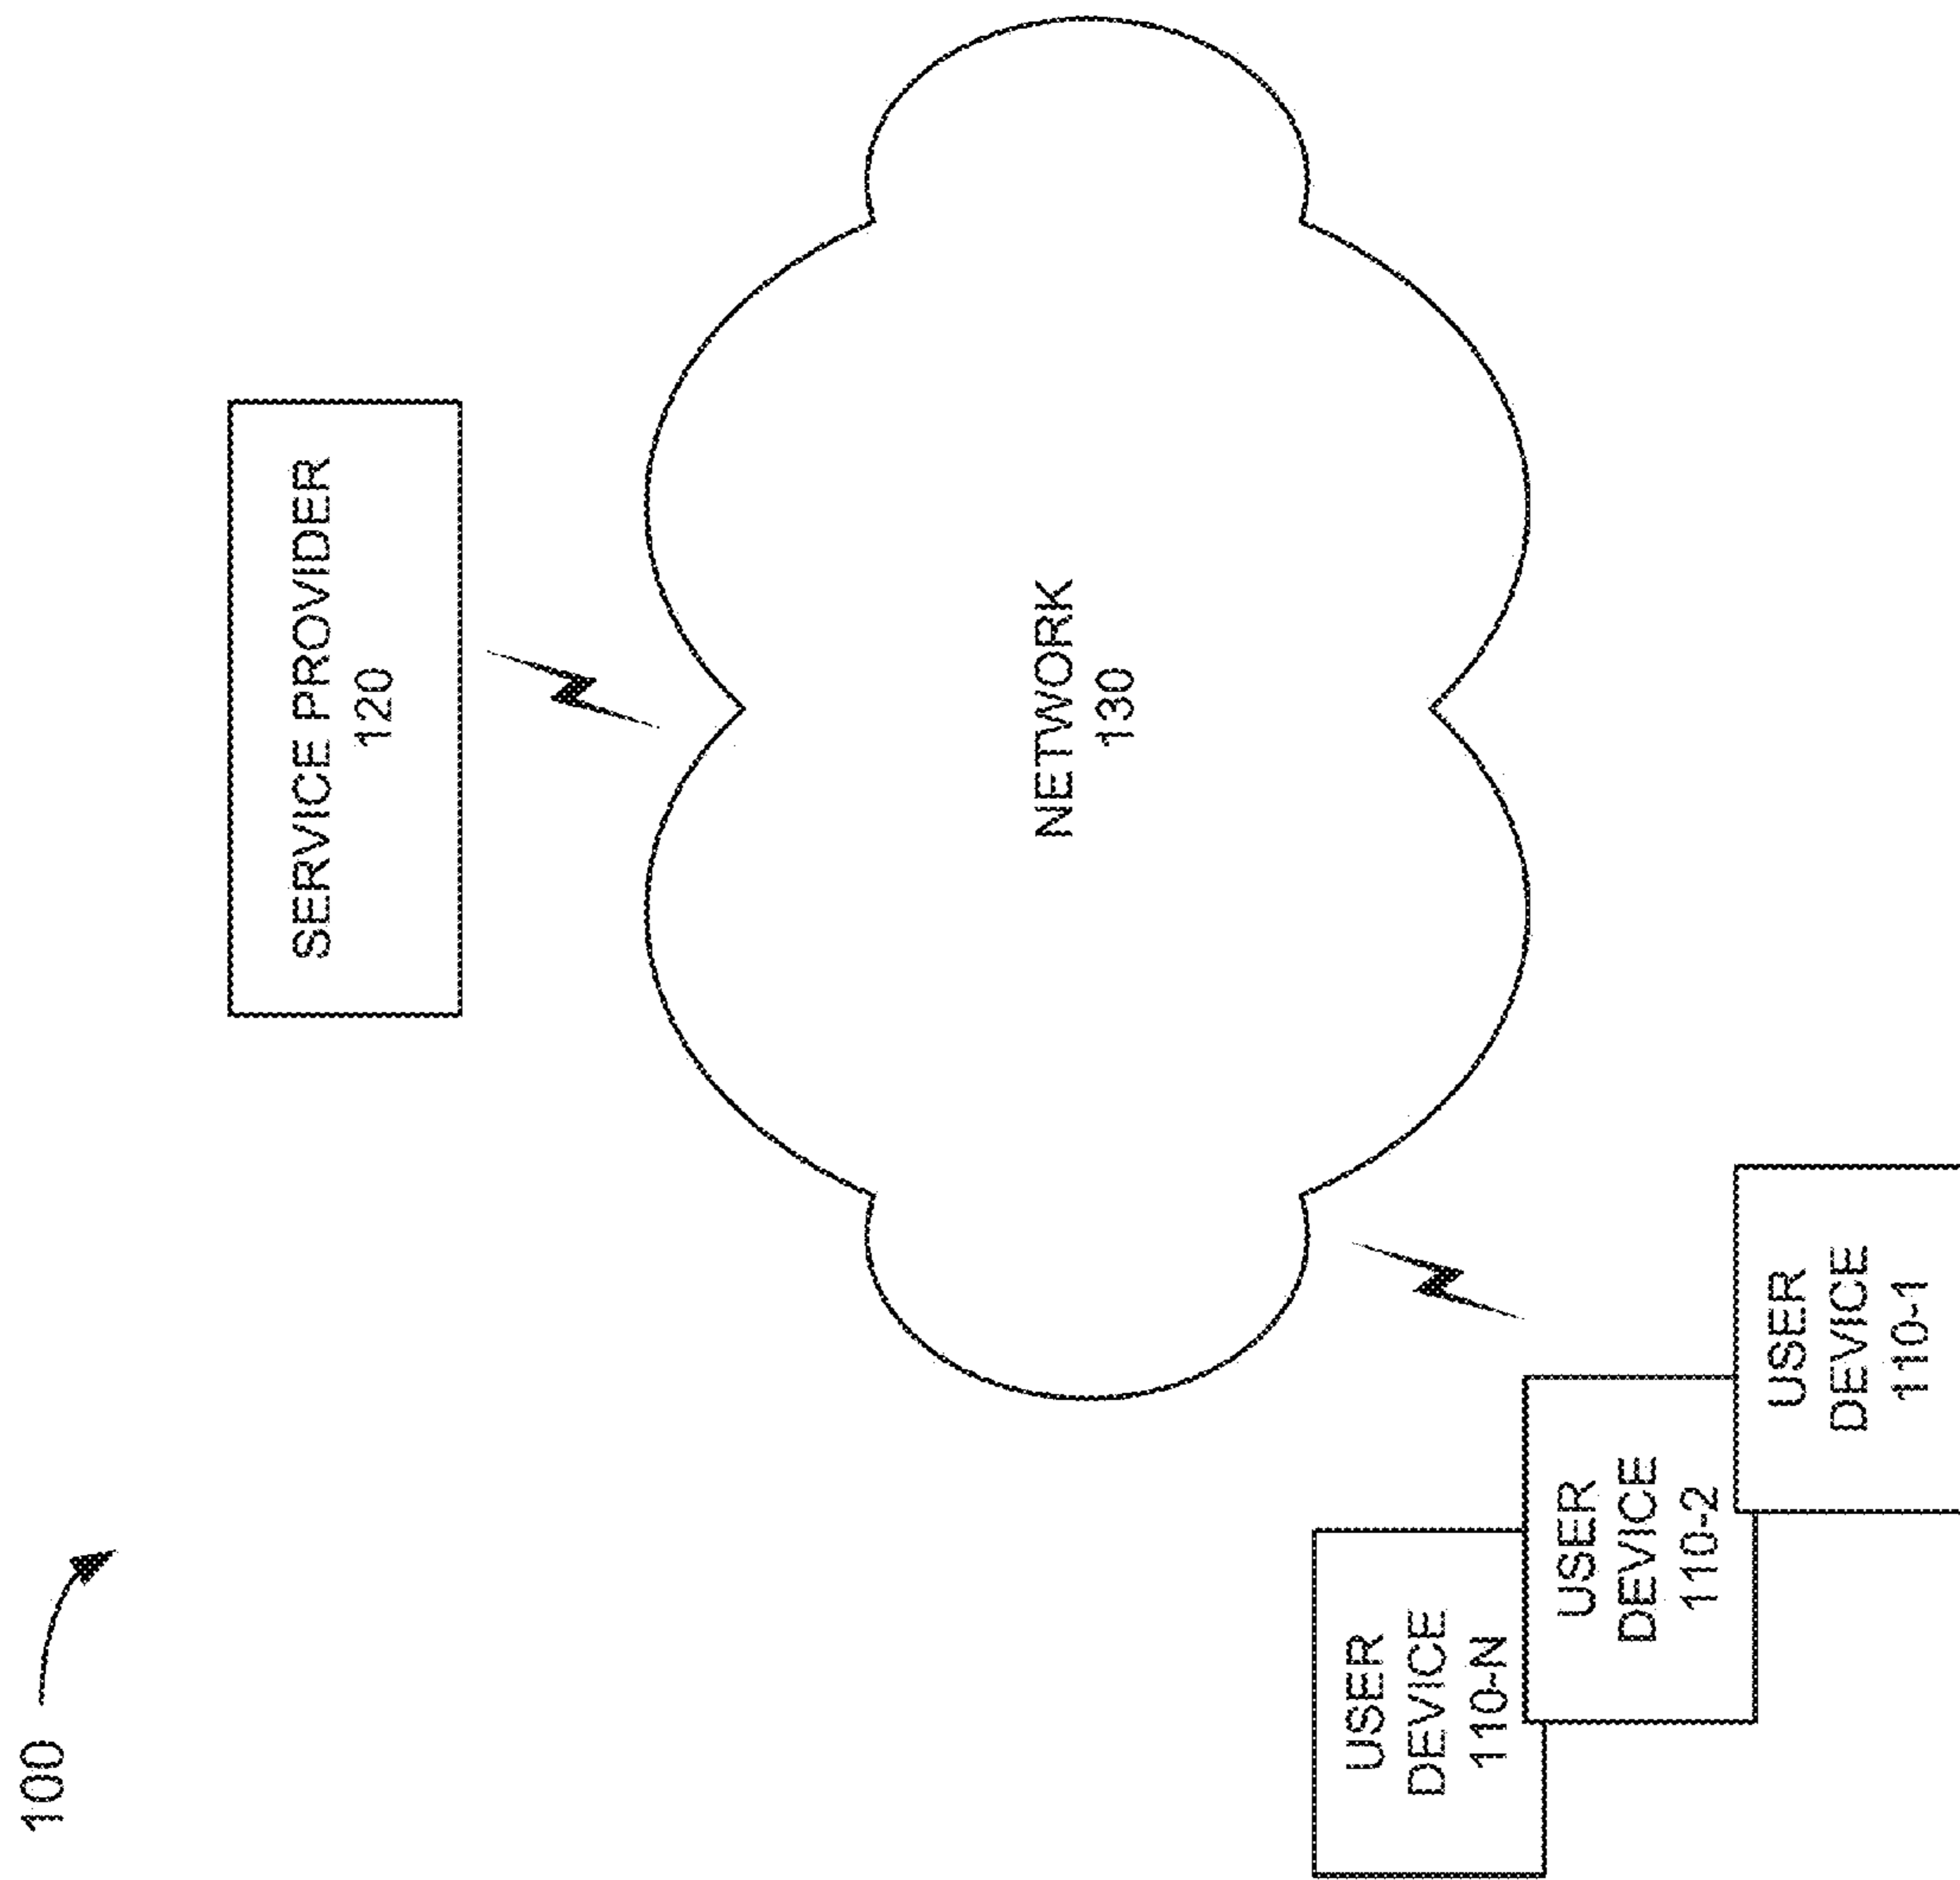 100
SERVICE PROVIDER
120
NETWORK
130
USER
DEVICE
110-N
USER
DEVICE
110-2
USER
DEVICE
110-1